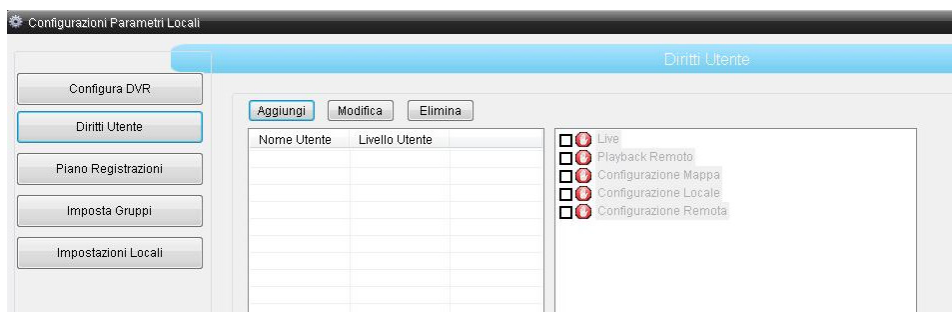 Configurazioni Parametri Locali
Diritti Utente
Configura DVR
Diritti Utente
Piano Registrazioni
Imposta Gruppi
Impostazioni Locali
Aggiungi Modifica Elimina
Nome Utente Livello Utente
Live
Playback Remoto
Configurazione Mappa
Configurazione Locale
Configurazione Remota